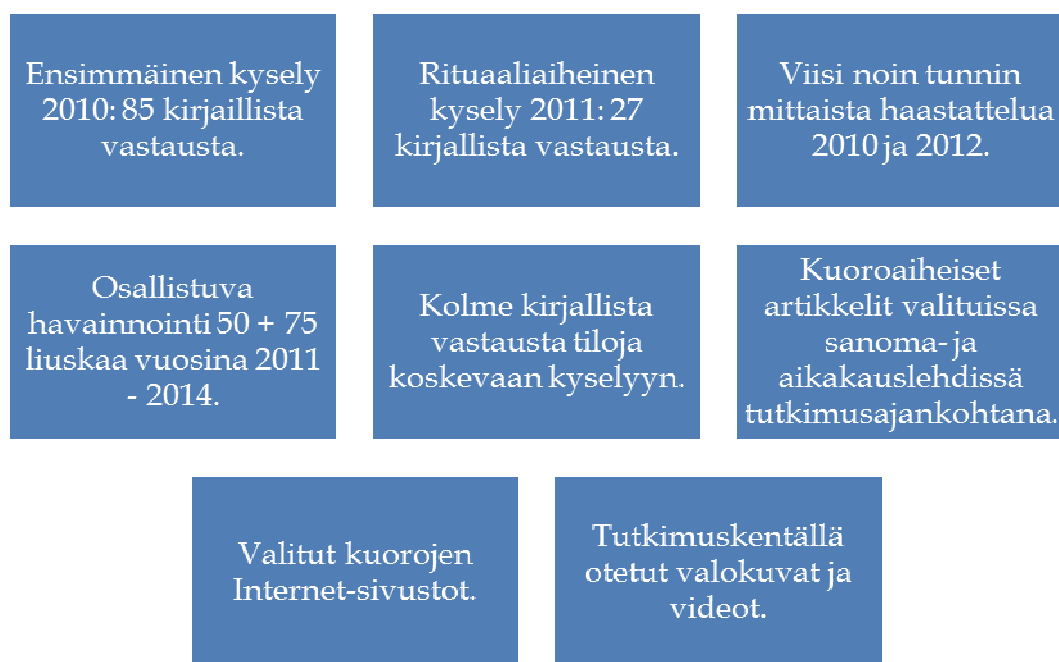 Ensimmäinen kysely
2010: 85 kirjaillista
vastausta.
Rituaaliaiheinen
kysely 2011: 27
kirjallista vastausta.
Viisi noin tunnin
mittaista haastattelua
2010 ja 2012.
Osallistuva
havainnointi 50 + 75
liuskaa vuosina 2011
- 2014.
Kolme kirjallista
vastausta tiloja
koskevaan kyselyyn.
Kuoroaiheiset
artikkelit valituissa
sanoma- ja
aikakauslehdissä
tutkimusajankohtana.
Valitut kuorojen
Internet-sivustot.
Tutkimuskentällä
otetut valokuvat ja
videot.